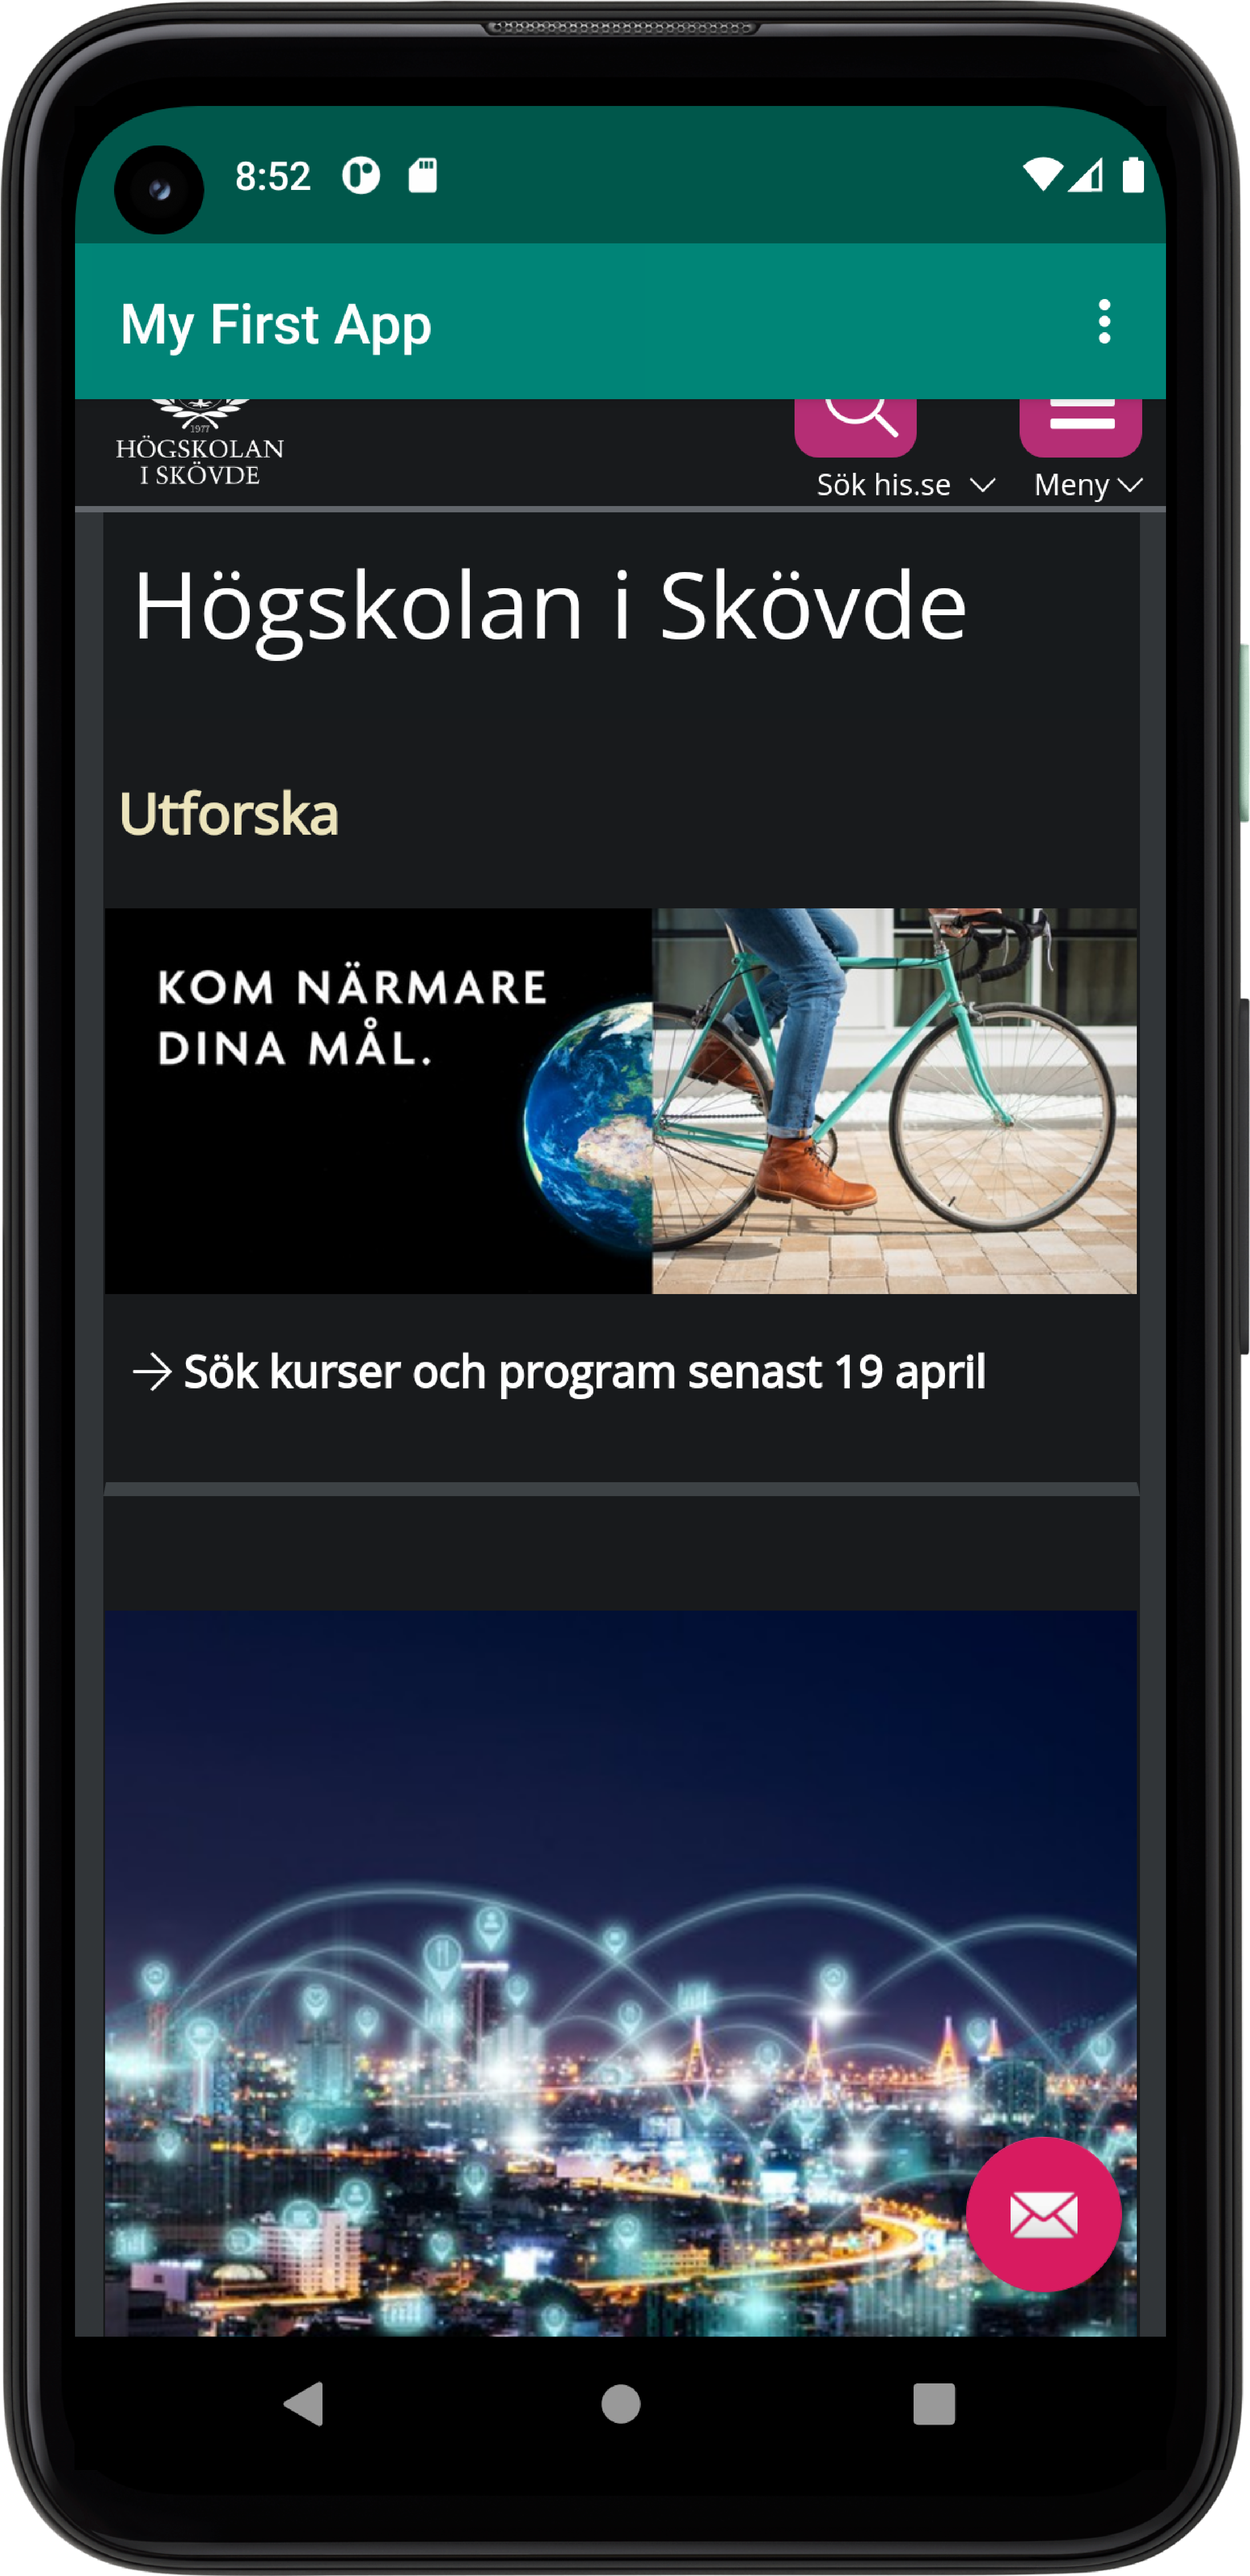 8:52
My First App
1977
HÖGSKOLAN
I SKÖVDE
Sök his.se
Meny
Högskolan i Skövde
Utforska
KOM NÄRMARE
DINA MÅL.
Sök kurser och program senast 19 april